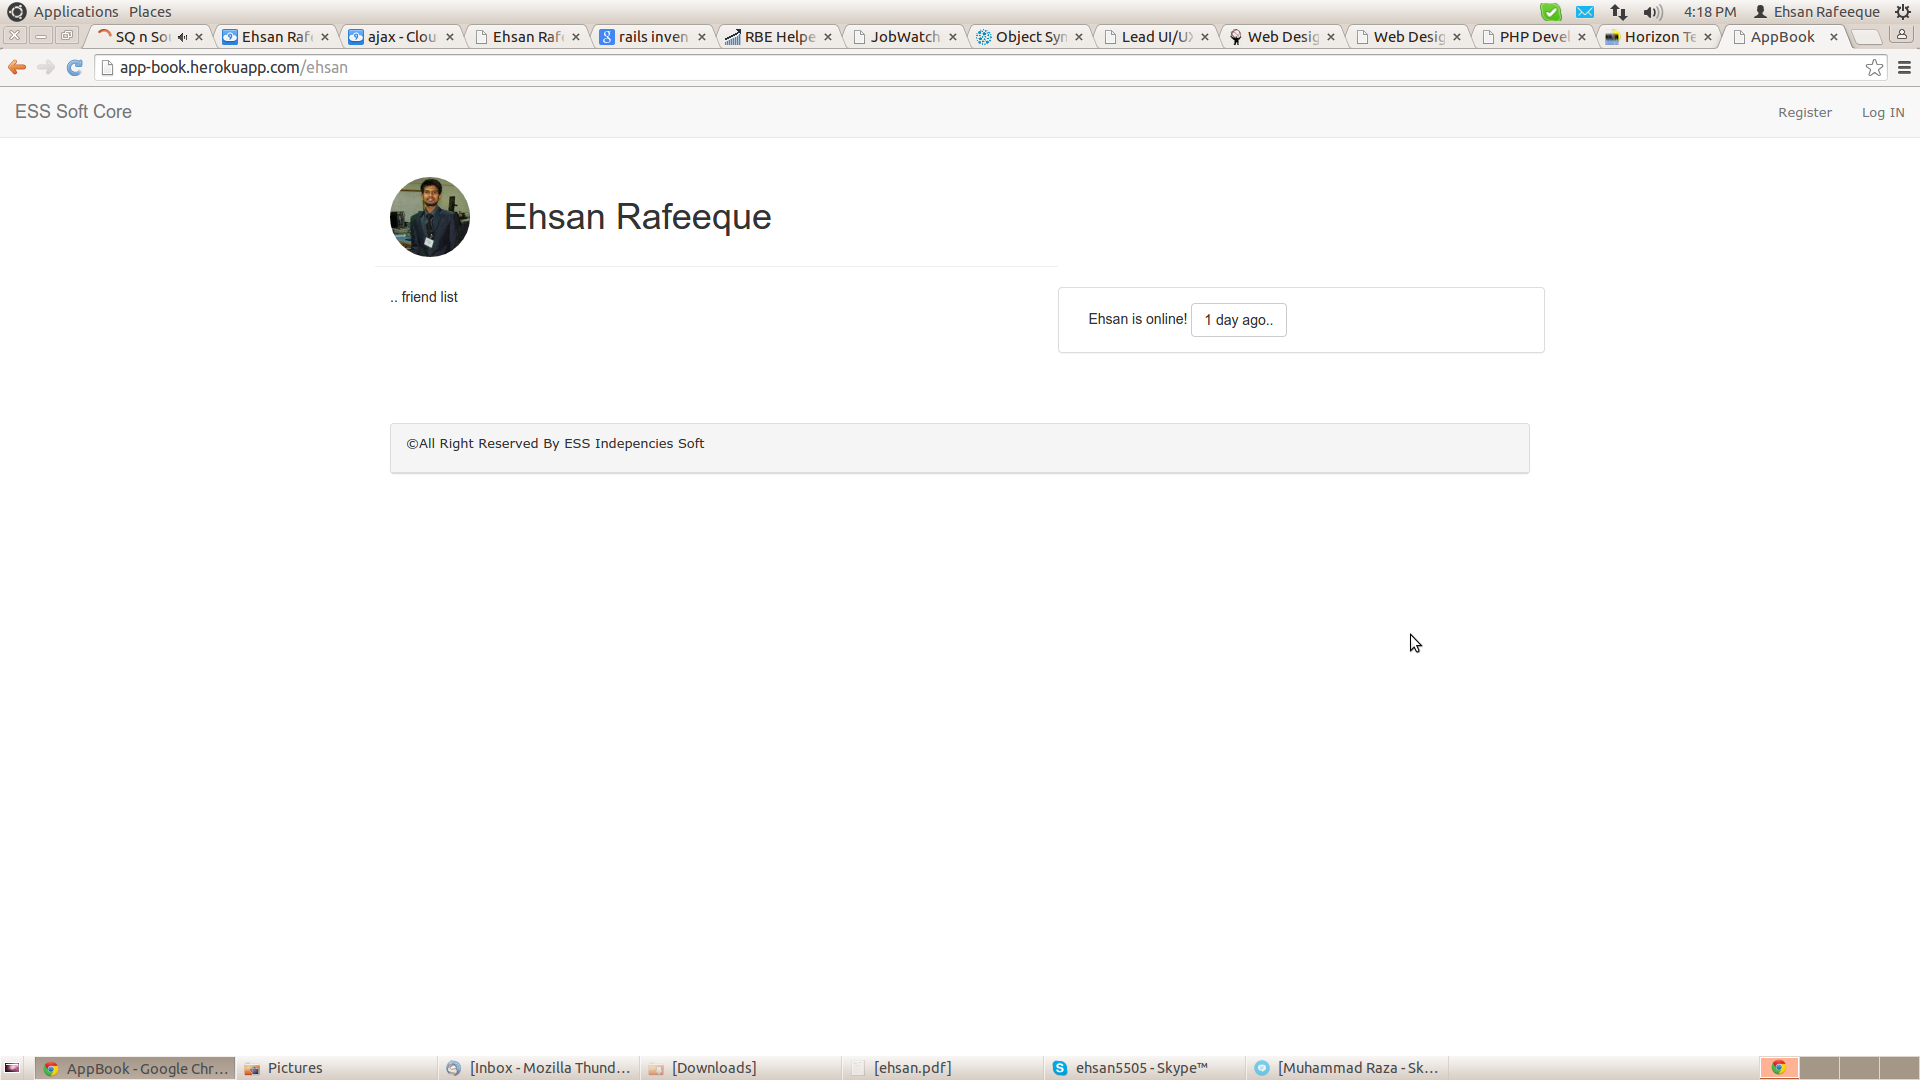 Applications Places 4:18 PM Ehsan Rafeeque
SQ n So Ehsan Raf ajax - Clou Ehsan Raf rails inven RBE Helpe JobWatch Object Syn Lead UI/U Web Desig Web Desig PHP Devel Horizon Te AppBook
app-book.herokuapp.com/ehsan
ESS Soft Core Register Log IN
Ehsan Rafeeque
.. friend list
Ehsan is online! 1 day ago..
©All Right Reserved By ESS Indepencies Soft
AppBook - Google Chr... Pictures [Inbox - Mozilla Thund... [Downloads] [ehsan.pdf] ehsan5505 - Skype™ [Muhammad Raza - Sk...